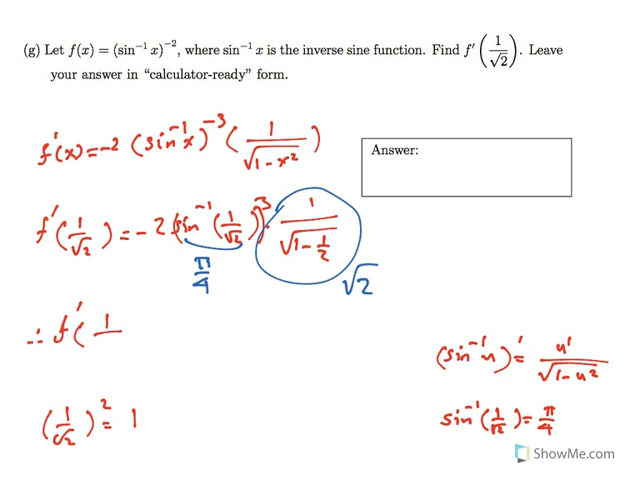 (g) Let f(x) = (sin⁻¹ x)⁻², where sin⁻¹ x is the inverse sine function. Find f′(1/√2). Leave
your answer in “calculator-ready” form.
Answer:
f′(x) = -2 (sin⁻¹x)⁻³ (1/√(1-x²))
f′(1/√2) = -2 (sin⁻¹(1/√2))⁻³ · 1/√(1-1/2)
π/4
√2
∴ f′( 1/
(sin⁻¹u)′ = u′/√(1-u²)
(1/√2)² = 1
sin⁻¹(1/√2) = π/4
ShowMe.com